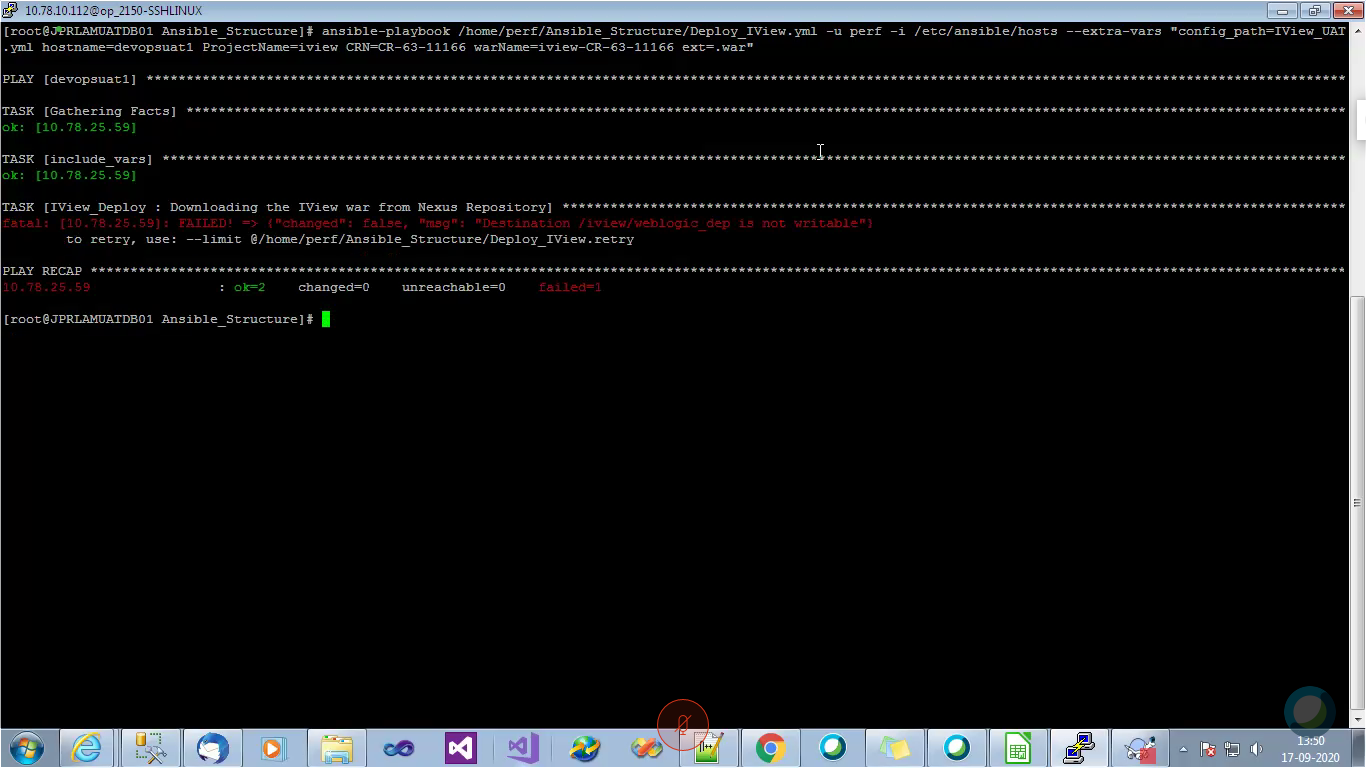 10.78.10.112@op_2150-SSHLINUX
[root@JPRLAMUATDB01 Ansible_Structure]# ansible-playbook /home/perf/Ansible_Structure/Deploy_IView.yml -u perf -i /etc/ansible/hosts --extra-vars "config_path=IView_UAT
.yml hostname=devopsuat1 ProjectName=iview CRN=CR-63-11166 warName=iview-CR-63-11166 ext=.war"
PLAY [devopsuat1] ******************************************************************************************************************************************************
TASK [Gathering Facts] *************************************************************************************************************************************************
ok: [10.78.25.59]
TASK [include_vars] ****************************************************************************************************************************************************
ok: [10.78.25.59]
TASK [IView_Deploy : Downloading the IView war from Nexus Repository] **************************************************************************************************
fatal: [10.78.25.59]: FAILED! => {"changed": false, "msg": "Destination /iview/weblogic_dep is not writable"}
to retry, use: --limit @/home/perf/Ansible_Structure/Deploy_IView.retry
PLAY RECAP *************************************************************************************************************************************************************
10.78.25.59 : ok=2 changed=0 unreachable=0 failed=1
[root@JPRLAMUATDB01 Ansible_Structure]#
13:50
17-09-2020